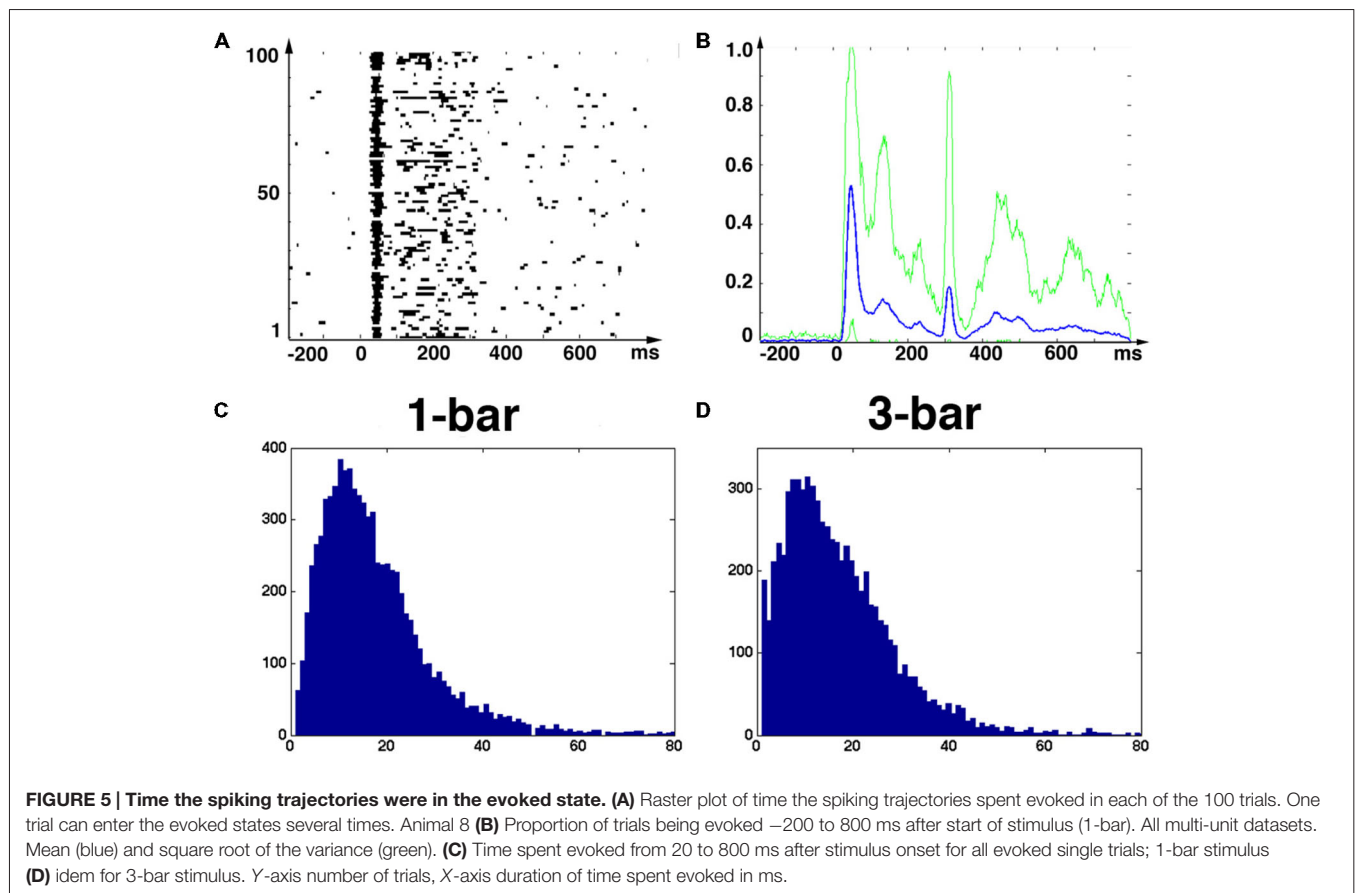 A
100
50
1
-200 0 200 400 600 ms
B
1.0
0.8
0.6
0.4
0.2
0
-200 0 200 400 600 ms
C
1-bar
400
300
200
100
0
0 20 40 60 80
D
3-bar
300
200
100
0
0 20 40 60 80
FIGURE 5 | Time the spiking trajectories were in the evoked state. (A) Raster plot of time the spiking trajectories spent evoked in each of the 100 trials. One
trial can enter the evoked states several times. Animal 8 (B) Proportion of trials being evoked −200 to 800 ms after start of stimulus (1-bar). All multi-unit datasets.
Mean (blue) and square root of the variance (green). (C) Time spent evoked from 20 to 800 ms after stimulus onset for all evoked single trials; 1-bar stimulus
(D) idem for 3-bar stimulus. Y-axis number of trials, X-axis duration of time spent evoked in ms.